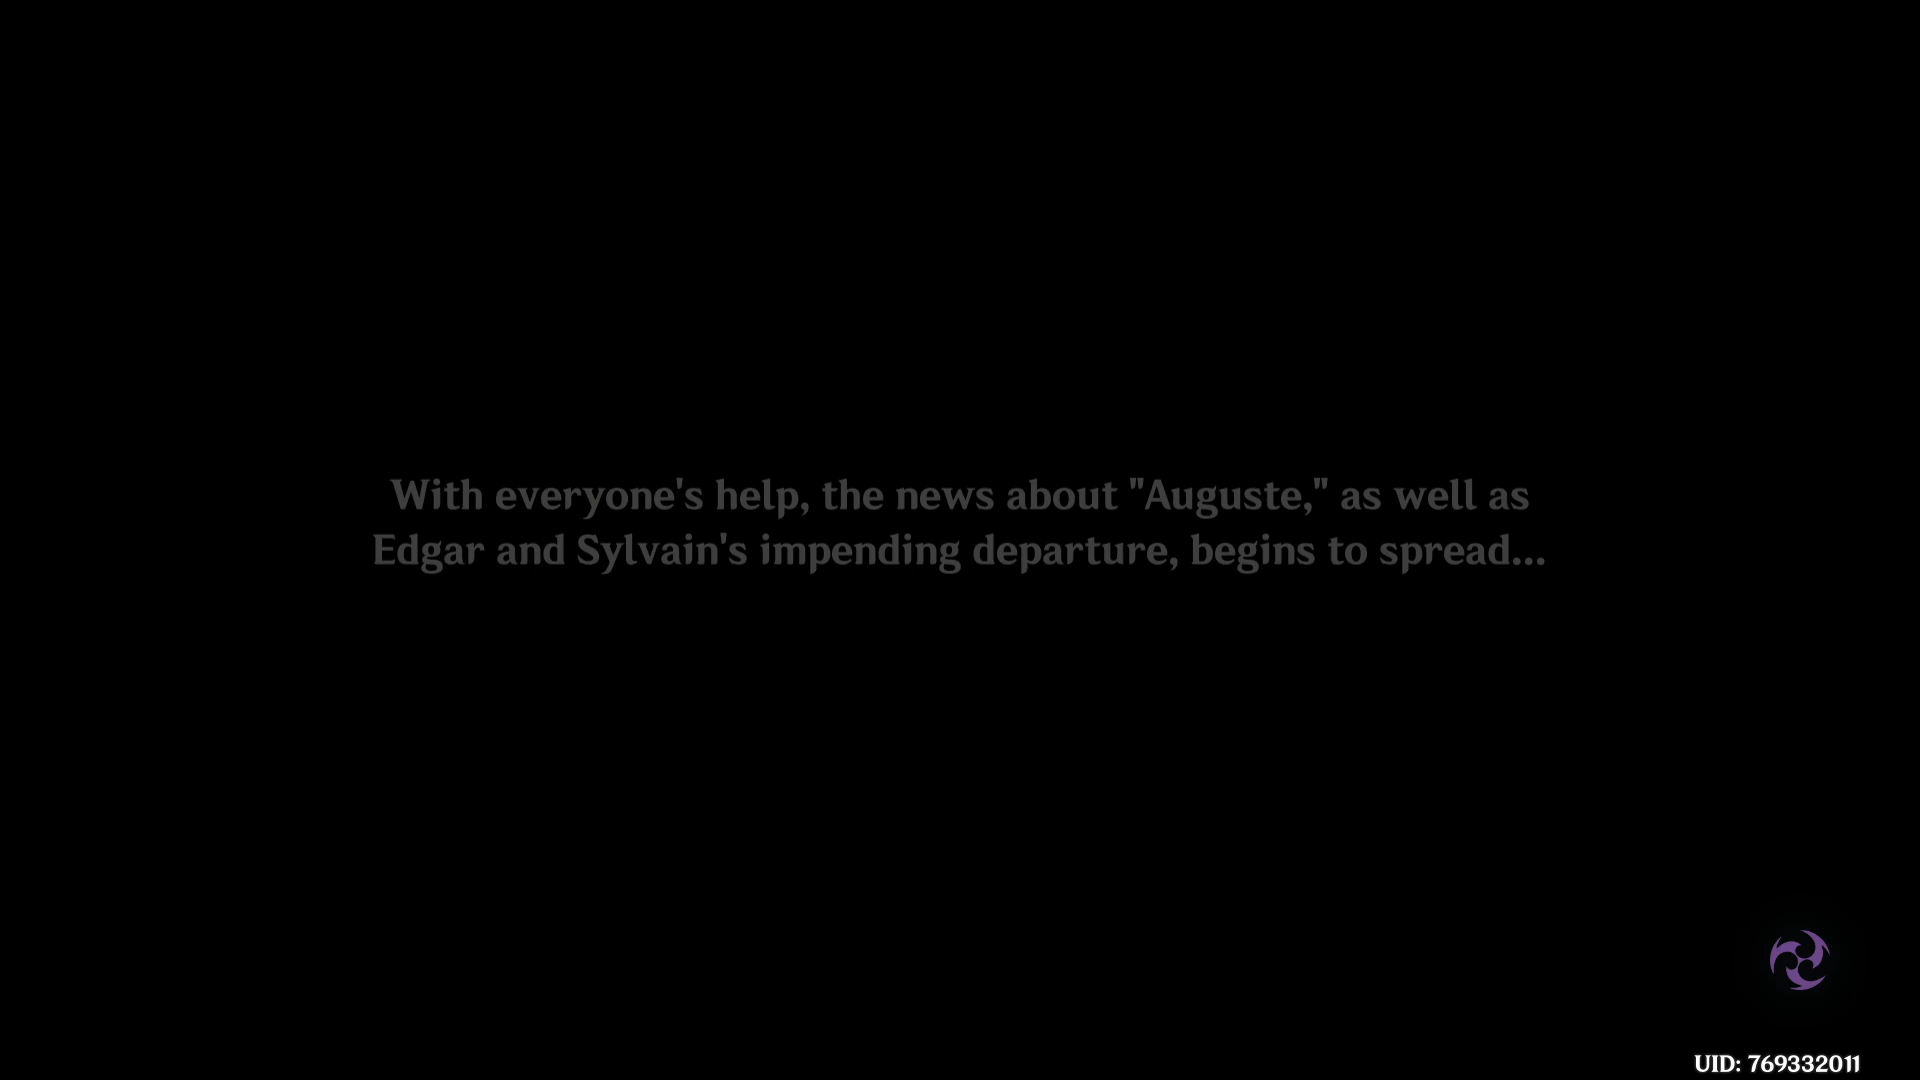 With everyone's help, the news about "Auguste," as well as
Edgar and Sylvain's impending departure, begins to spread...
UID: 769332011